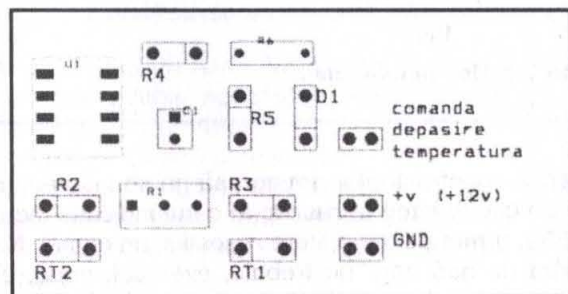 U1
R4
R6
C1
R5
D1
comanda
depasire
temperatura
R2
R1
R3
+v (+12v)
GND
RT2
RT1